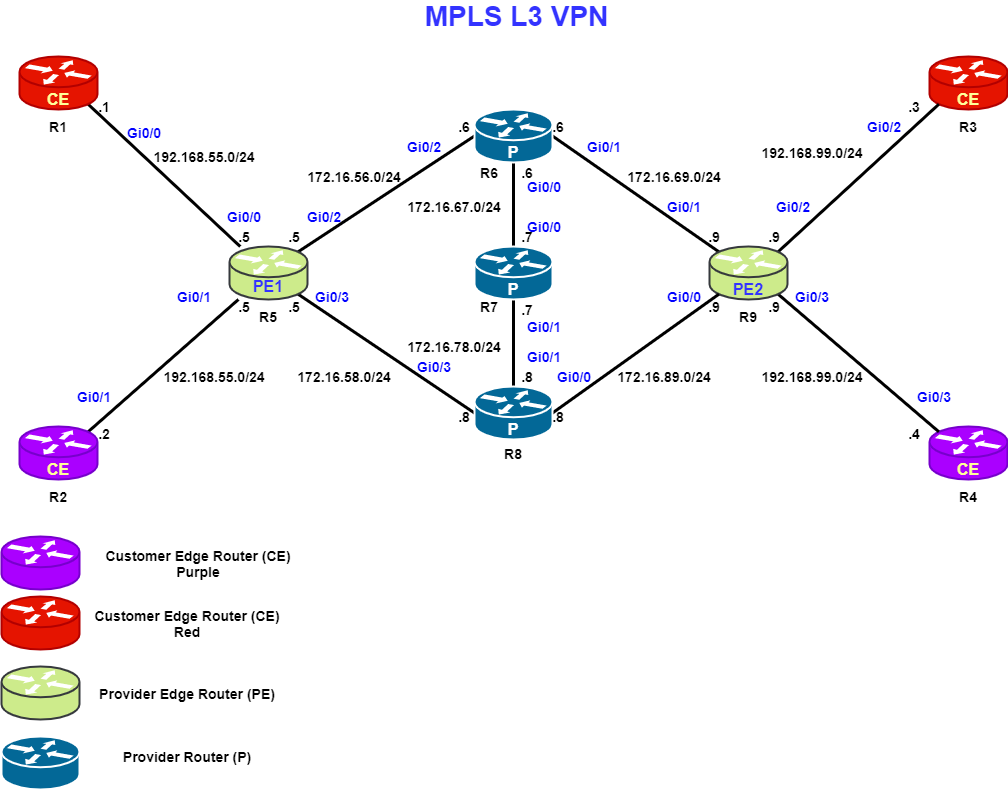 MPLS L3 VPN
CE
R1
.1
Gi0/0
192.168.55.0/24
Gi0/0
.5
CE
R3
.3
Gi0/2
192.168.99.0/24
Gi0/2
.9
.6
Gi0/2
172.16.56.0/24
Gi0/2
.5
P
R6
.6
Gi0/1
172.16.69.0/24
Gi0/1
.9
.6
Gi0/0
172.16.67.0/24
Gi0/0
.7
PE1
R5
P
R7
PE2
R9
Gi0/1
.5
192.168.55.0/24
Gi0/1
.2
CE
R2
Gi0/3
.5
172.16.58.0/24
Gi0/3
.8
.7
Gi0/1
172.16.78.0/24
Gi0/1
.8
P
R8
Gi0/0
.9
172.16.89.0/24
Gi0/0
.8
Gi0/3
.9
192.168.99.0/24
Gi0/3
.4
CE
R4
Customer Edge Router (CE)
Purple
Customer Edge Router (CE)
Red
Provider Edge Router (PE)
Provider Router (P)